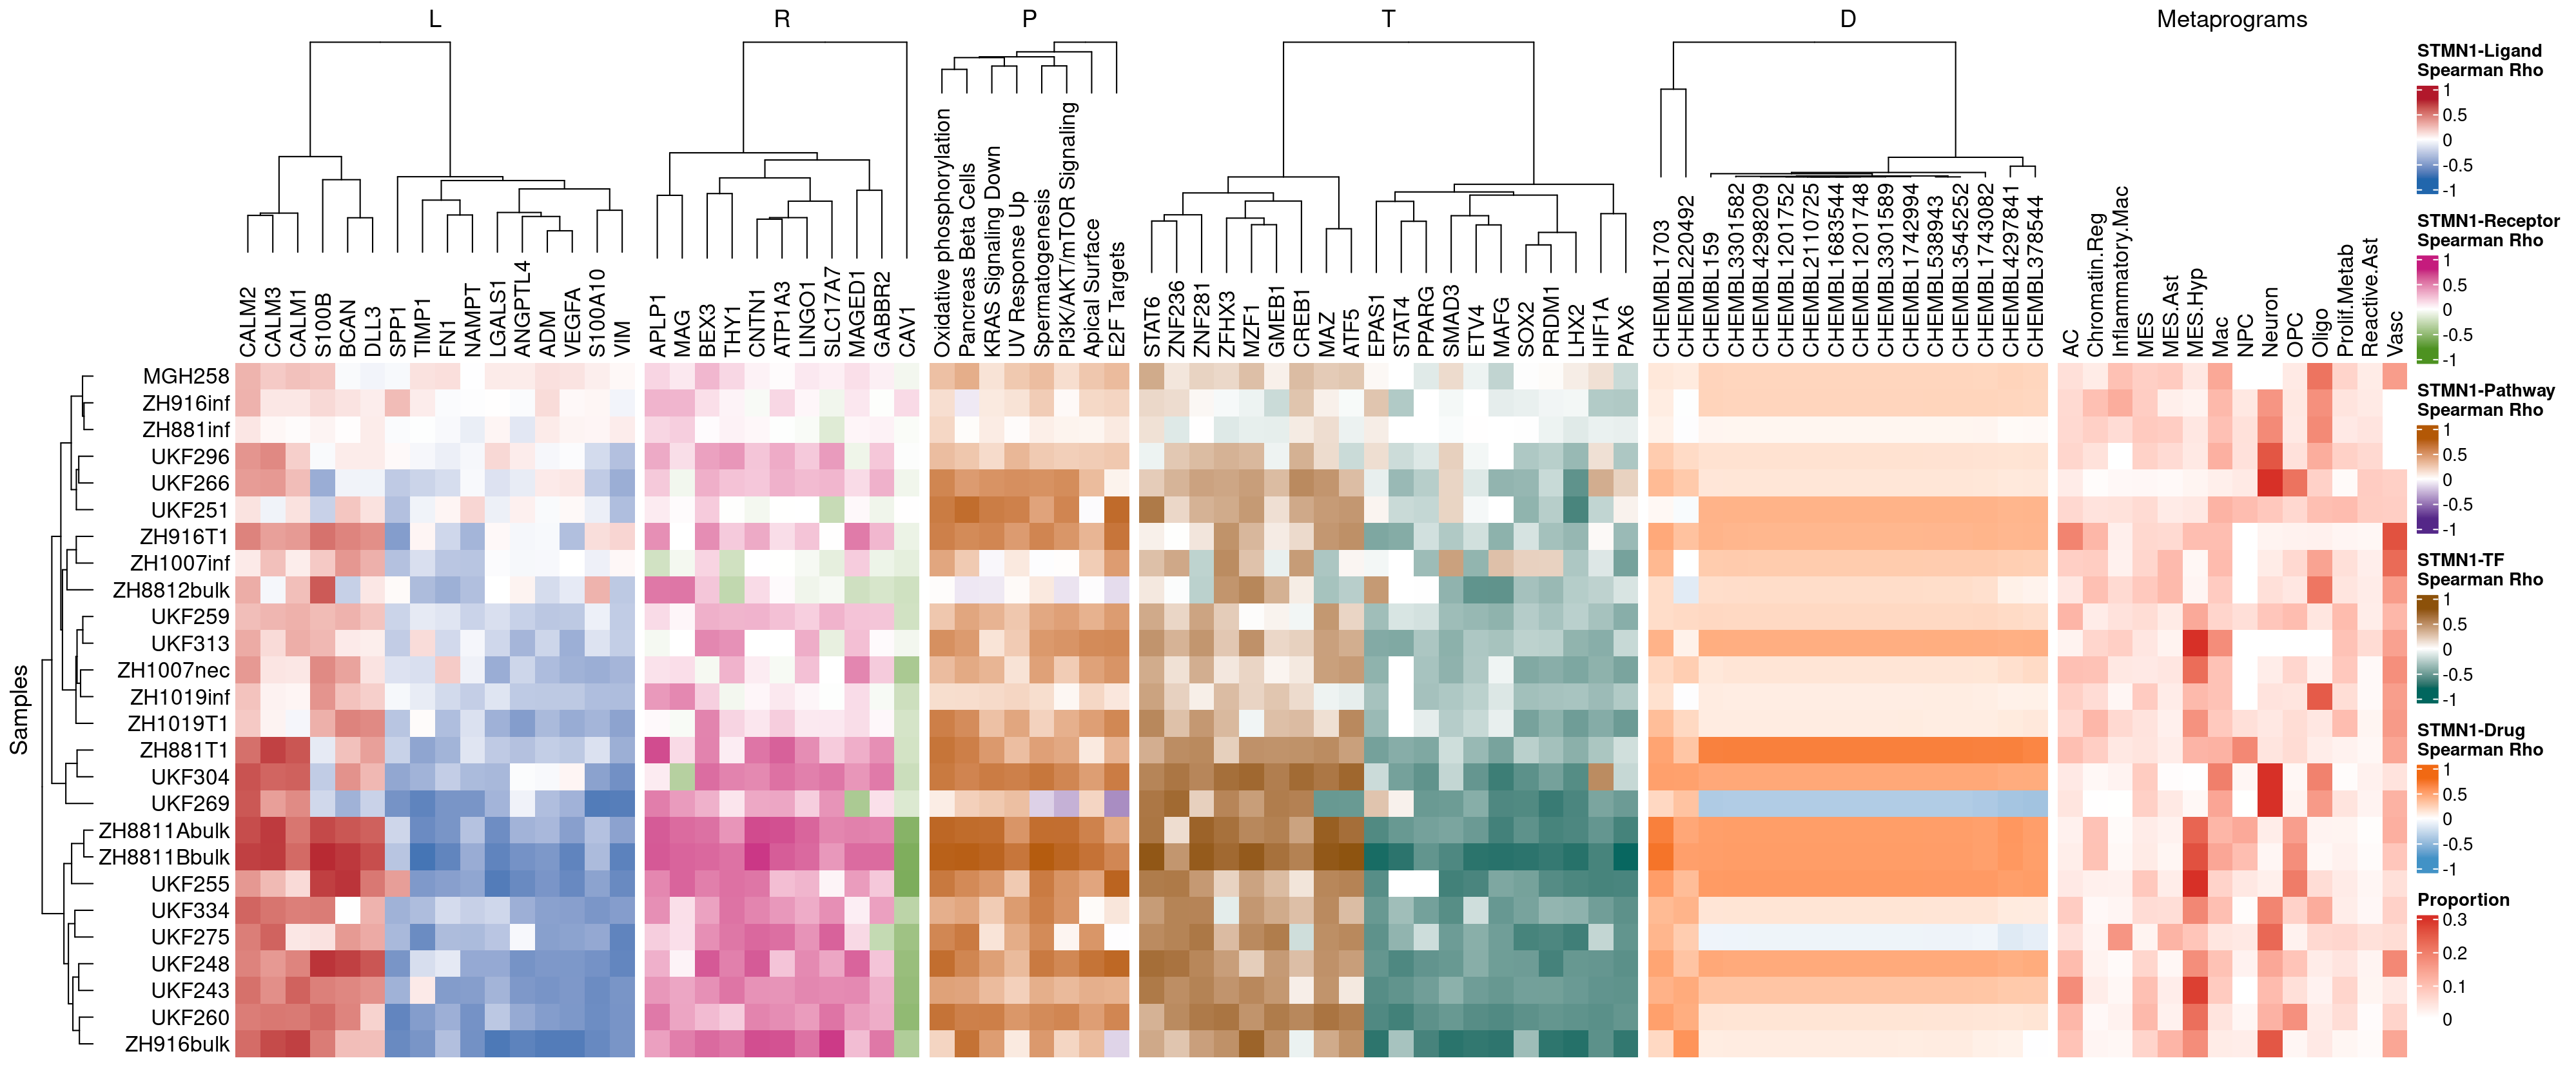 L R P T D Metaprograms
CALM2 CALM3 CALM1 S100B BCAN DLL3 SPP1 TIMP1 FN1 NAMPT LGALS1 ANGPTL4 ADM VEGFA S100A10 VIM
APLP1 MAG BEX3 THY1 CNTN1 ATP1A3 LINGO1 SLC17A7 MAGED1 GABBR2 CAV1
Oxidative phosphorylation
Pancreas Beta Cells
KRAS Signaling Down
UV Response Up
Spermatogenesis
PI3K/AKT/mTOR Signaling
Apical Surface
E2F Targets
STAT6 ZNF236 ZNF281 ZFHX3 MZF1 GMEB1 CREB1 MAZ ATF5 EPAS1 STAT4 PPARG SMAD3 ETV4 MAFG SOX2 PRDM1 LHX2 HIF1A PAX6
CHEMBL1703
CHEMBL220492
CHEMBL159
CHEMBL3301582
CHEMBL4298209
CHEMBL1201752
CHEMBL2110725
CHEMBL1683544
CHEMBL1201748
CHEMBL3301589
CHEMBL1742994
CHEMBL538943
CHEMBL3545252
CHEMBL1743082
CHEMBL4297841
CHEMBL378544
AC
Chromatin.Reg
Inflammatory.Mac
MES
MES.Ast
MES.Hyp
Mac
NPC
Neuron
OPC
Oligo
Prolif.Metab
Reactive.Ast
Vasc
Samples
MGH258
ZH916inf
ZH881inf
UKF296
UKF266
UKF251
ZH916T1
ZH1007inf
ZH8812bulk
UKF259
UKF313
ZH1007nec
ZH1019inf
ZH1019T1
ZH881T1
UKF304
UKF269
ZH8811Abulk
ZH8811Bbulk
UKF255
UKF334
UKF275
UKF248
UKF243
UKF260
ZH916bulk
STMN1-Ligand
Spearman Rho
1
0.5
0
-0.5
-1
STMN1-Receptor
Spearman Rho
1
0.5
0
-0.5
-1
STMN1-Pathway
Spearman Rho
1
0.5
0
-0.5
-1
STMN1-TF
Spearman Rho
1
0.5
0
-0.5
-1
STMN1-Drug
Spearman Rho
1
0.5
0
-0.5
-1
Proportion
0.3
0.2
0.1
0